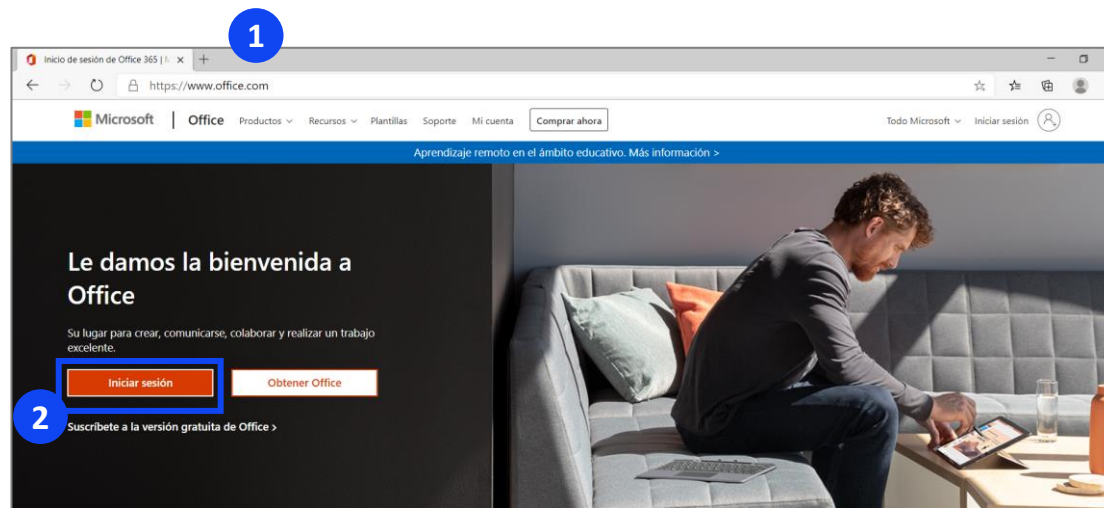 1
Inicio de sesión de Office 365 |
https://www.office.com
Microsoft | Office Productos Recursos Plantillas Soporte Mi cuenta Comprar ahora Todo Microsoft Iniciar sesión
Aprendizaje remoto en el ámbito educativo. Más información >
Le damos la bienvenida a
Office
Su lugar para crear, comunicarse, colaborar y realizar un trabajo
excelente.
Iniciar sesión Obtener Office
2
Suscríbete a la versión gratuita de Office >